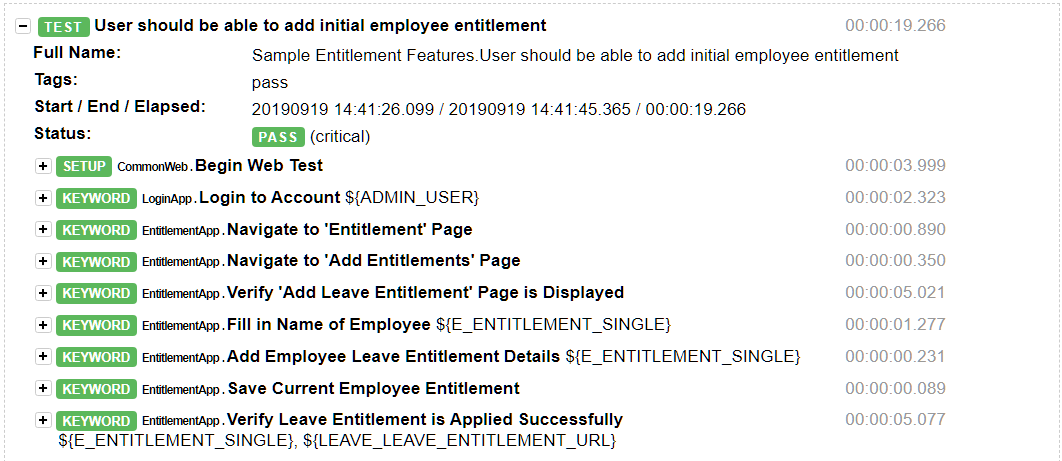 TEST User should be able to add initial employee entitlement 00:00:19.266
Full Name: Sample Entitlement Features.User should be able to add initial employee entitlement
Tags: pass
Start / End / Elapsed: 20190919 14:41:26.099 / 20190919 14:41:45.365 / 00:00:19.266
Status: PASS (critical)
+ SETUP CommonWeb.Begin Web Test 00:00:03.999
+ KEYWORD LoginApp.Login to Account ${ADMIN_USER} 00:00:02.323
+ KEYWORD EntitlementApp.Navigate to 'Entitlement' Page 00:00:00.890
+ KEYWORD EntitlementApp.Navigate to 'Add Entitlements' Page 00:00:00.350
+ KEYWORD EntitlementApp.Verify 'Add Leave Entitlement' Page is Displayed 00:00:05.021
+ KEYWORD EntitlementApp.Fill in Name of Employee ${E_ENTITLEMENT_SINGLE} 00:00:01.277
+ KEYWORD EntitlementApp.Add Employee Leave Entitlement Details ${E_ENTITLEMENT_SINGLE} 00:00:00.231
+ KEYWORD EntitlementApp.Save Current Employee Entitlement 00:00:00.089
+ KEYWORD EntitlementApp.Verify Leave Entitlement is Applied Successfully 00:00:05.077
${E_ENTITLEMENT_SINGLE}, ${LEAVE_LEAVE_ENTITLEMENT_URL}